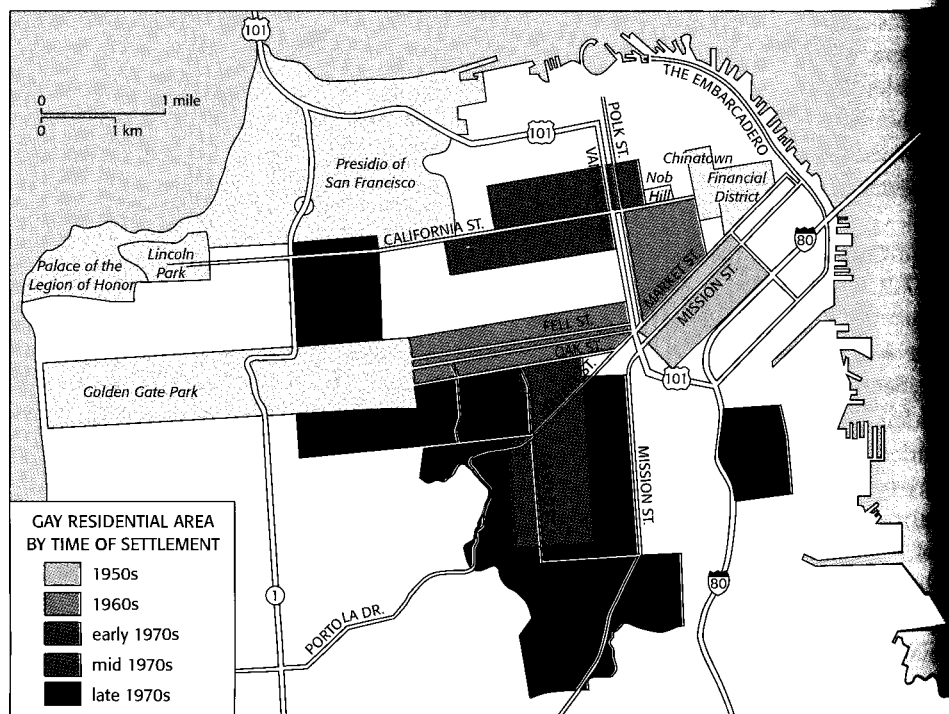 101
THE EMBARCADERO
0 1 mile
0 1 km
101
POLK ST.
VA
Chinatown
Nob
Hill
Financial
District
Presidio of
San Francisco
80
CALIFORNIA ST.
Lincoln
Park
Palace of the
Legion of Honor
MARKET ST.
MISSION ST.
FELL ST.
OAK ST.
ST.
101
Golden Gate Park
MISSION ST.
80
1
PORTOLA DR.
GAY RESIDENTIAL AREA
BY TIME OF SETTLEMENT
1950s
1960s
early 1970s
mid 1970s
late 1970s